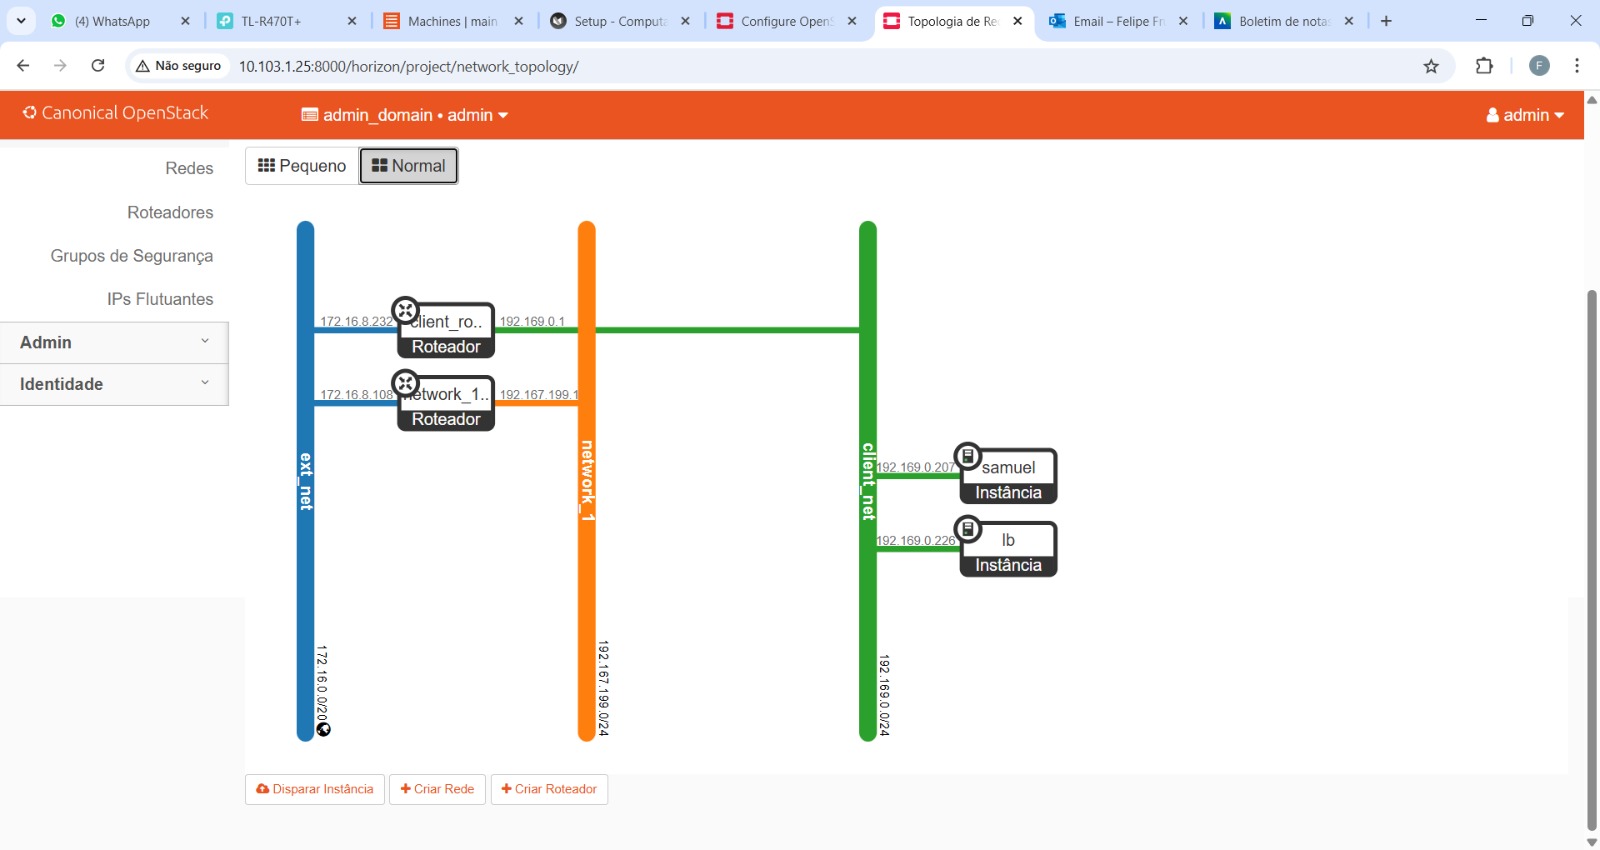 (4) WhatsApp
TL-R470T+
Machines | main
Setup - Computa
Configure OpenS
Topologia de Re
Email – Felipe Fr
Boletim de notas
Não seguro
10.103.1.25:8000/horizon/project/network_topology/
F
Canonical OpenStack
admin_domain • admin
admin
Redes
Roteadores
Grupos de Segurança
IPs Flutuantes
Admin
Identidade
Pequeno
Normal
172.16.8.232
client_ro..
Roteador
192.169.0.1
172.16.8.108
network_1..
Roteador
192.167.199.1
ext_net
172.16.0.0/20
network_1
192.167.199.0/24
client_net
192.169.0.0/24
192.169.0.207
samuel
Instância
192.169.0.226
lb
Instância
Disparar Instância
Criar Rede
Criar Roteador